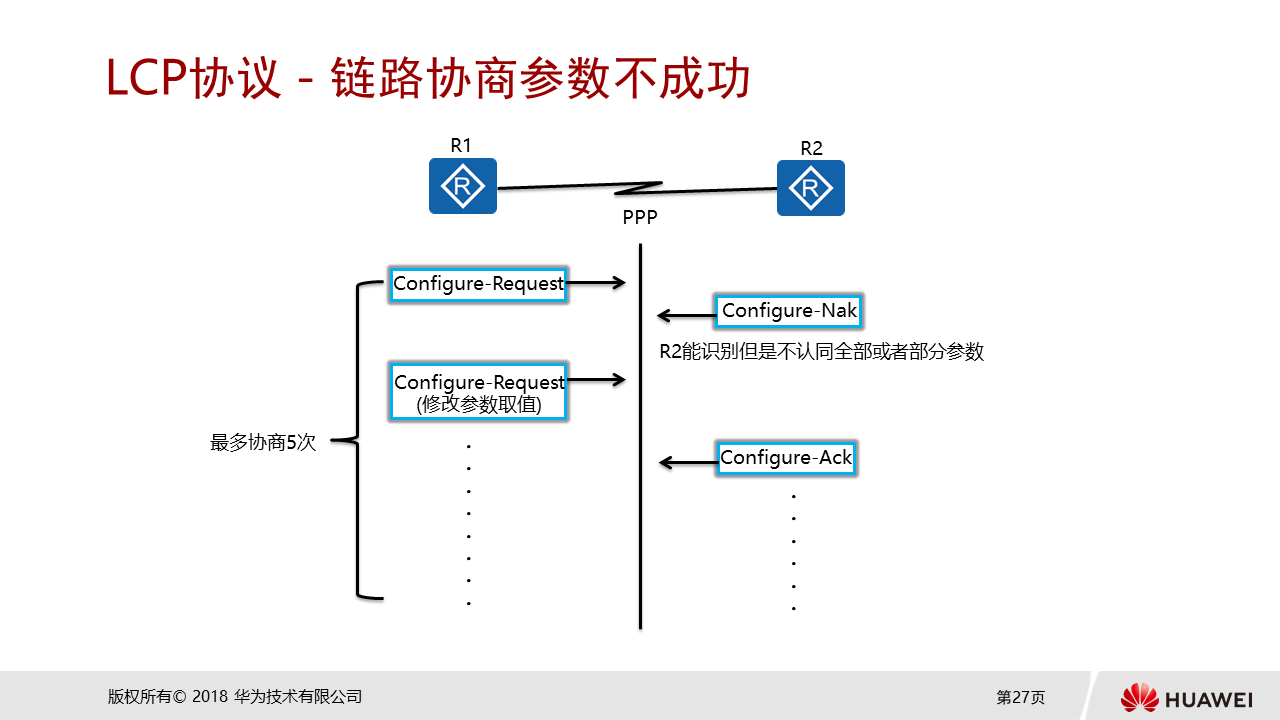 LCP协议 - 链路协商参数不成功
R1
R2
R
R
PPP
Configure-Request
Configure-Nak
R2能识别但是不认同全部或者部分参数
Configure-Request
(修改参数取值)
最多协商5次
Configure-Ack
版权所有© 2018 华为技术有限公司
第27页
HUAWEI